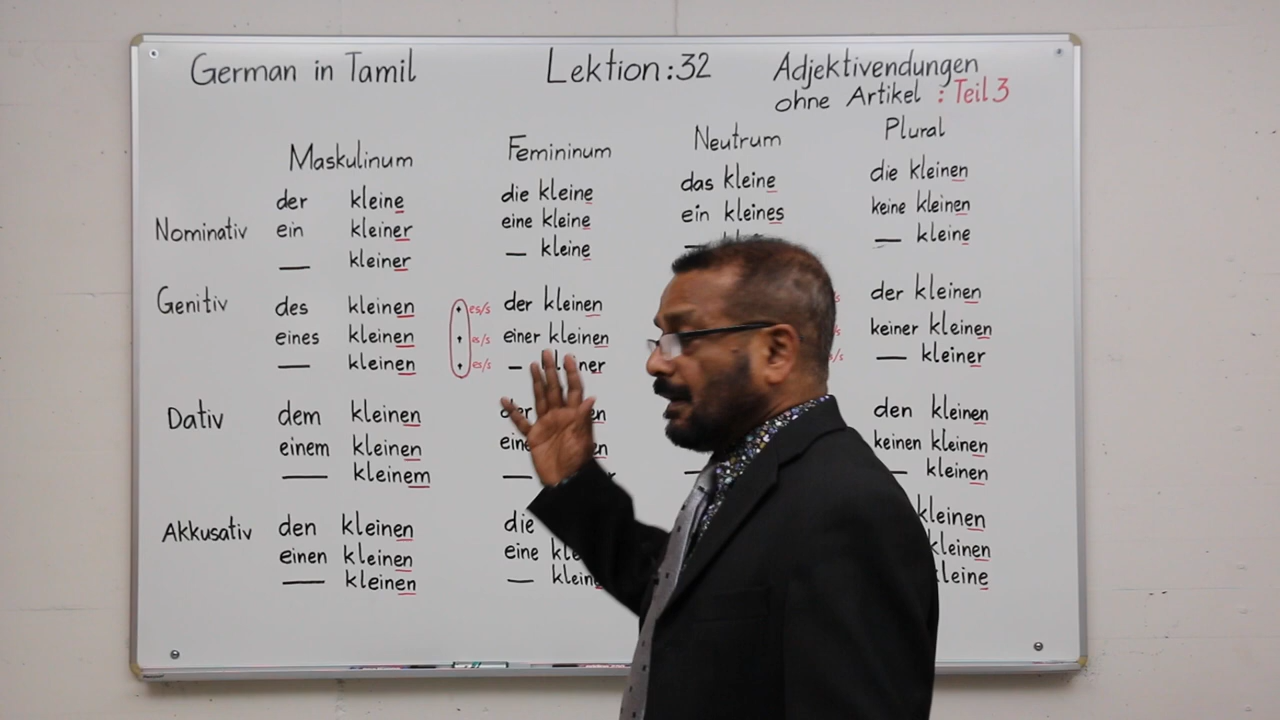 German in Tamil Lektion:32 Adjektivendungen
ohne Artikel : Teil 3
Maskulinum Femininum Neutrum Plural
der kleine die kleine das kleine die kleinen
Nominativ ein kleiner eine kleine ein kleines keine kleinen
— kleiner — kleine — — kleine
Genitiv des kleinen es/s der kleinen der kleinen
eines kleinen es/s einer kleinen keiner kleinen
— kleinen es/s — — kleiner
Dativ dem kleinen den kleinen
einem kleinen keinen kleinen
— kleinem — — — kleinen
Akkusativ den kleinen die kleinen
einen kleinen eine kleinen
— kleinen — kleine